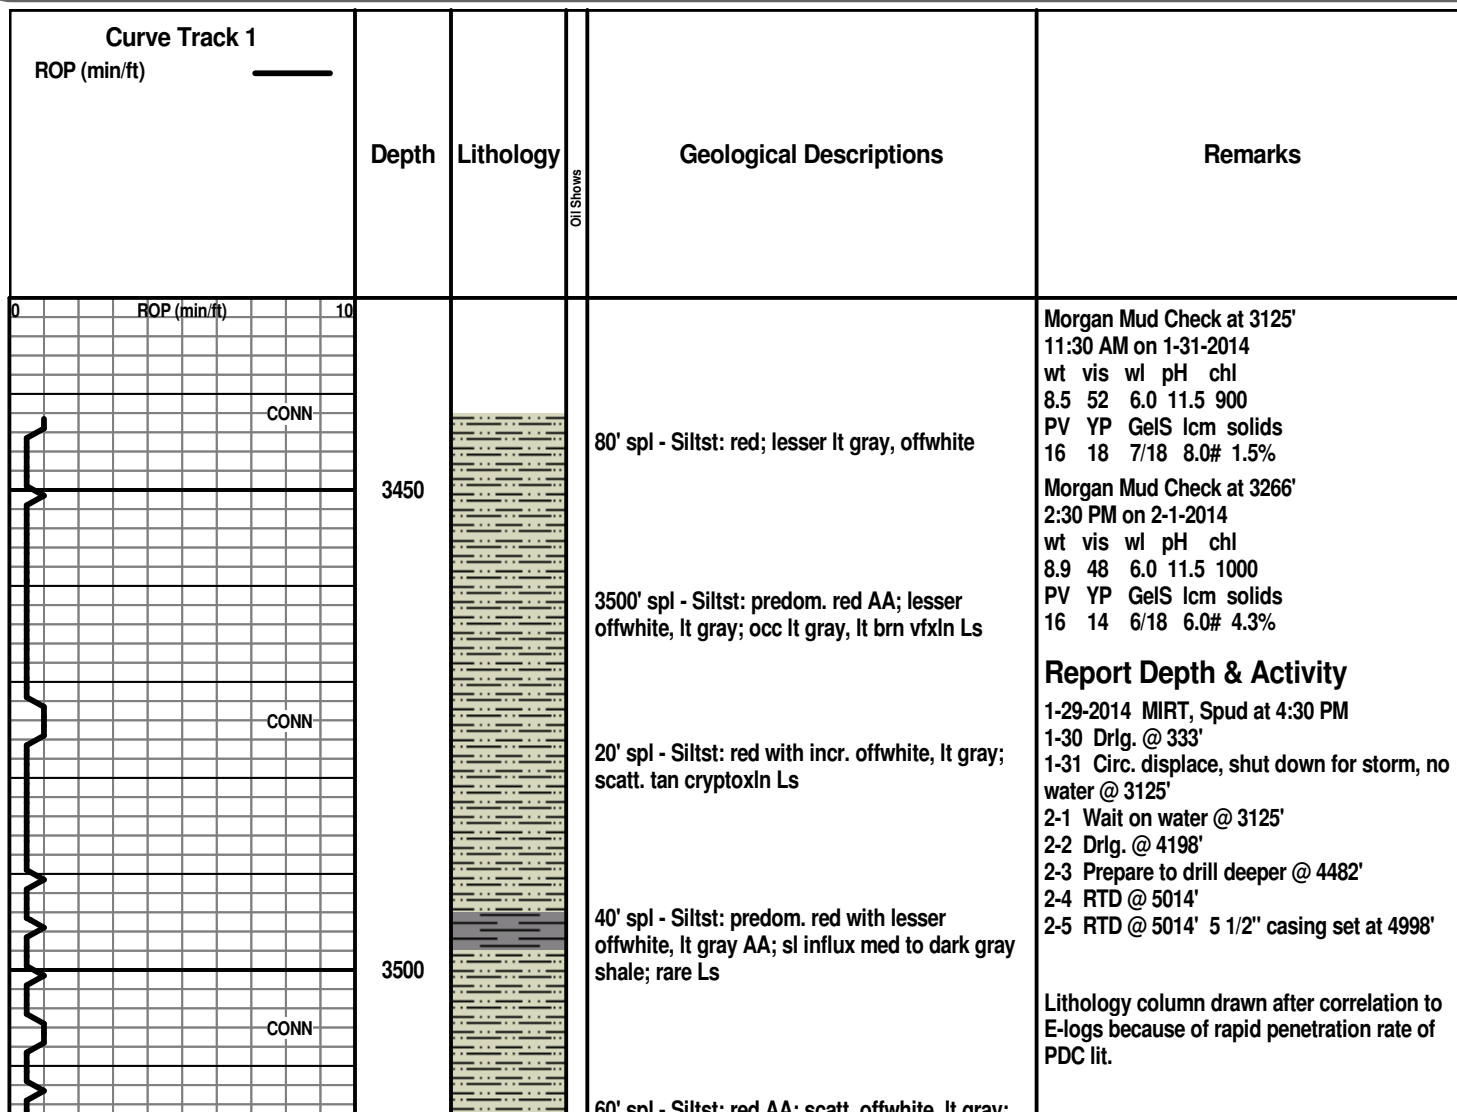 Curve Track 1
ROP (min/ft)
Depth
Lithology
Oil Shows
Geological Descriptions
Remarks
0 ROP (min/ft) 10
CONN
3450
CONN
3500
CONN
80' spl - Siltst: red; lesser lt gray, offwhite
3500' spl - Siltst: predom. red AA; lesser
offwhite, lt gray; occ lt gray, lt brn vfxln Ls
20' spl - Siltst: red with incr. offwhite, lt gray;
scatt. tan cryptoxln Ls
40' spl - Siltst: predom. red with lesser
offwhite, lt gray AA; sl influx med to dark gray
shale; rare Ls
60' spl - Siltst: red AA; scatt. offwhite, lt gray;
Morgan Mud Check at 3125'
11:30 AM on 1-31-2014
wt vis wl pH chl
8.5 52 6.0 11.5 900
PV YP GelS lcm solids
16 18 7/18 8.0# 1.5%
Morgan Mud Check at 3266'
2:30 PM on 2-1-2014
wt vis wl pH chl
8.9 48 6.0 11.5 1000
PV YP GelS lcm solids
16 14 6/18 6.0# 4.3%
Report Depth & Activity
1-29-2014 MIRT, Spud at 4:30 PM
1-30 Drlg. @ 333'
1-31 Circ. displace, shut down for storm, no
water @ 3125'
2-1 Wait on water @ 3125'
2-2 Drlg. @ 4198'
2-3 Prepare to drill deeper @ 4482'
2-4 RTD @ 5014'
2-5 RTD @ 5014' 5 1/2" casing set at 4998'
Lithology column drawn after correlation to
E-logs because of rapid penetration rate of
PDC lit.